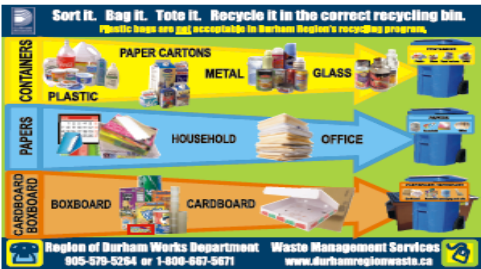 Sort it. Bag it. Tote it. Recycle it in the correct recycling bin.
Plastic bags are not acceptable in Durham Region's recycling program.
CONTAINERS
PLASTIC
PAPER CARTONS
METAL
GLASS
PAPERS
HOUSEHOLD
OFFICE
CARDBOARD
BOXBOARD
BOXBOARD
CARDBOARD
Region of Durham Works Department Waste Management Services
905-579-5264 or 1-800-667-5671 www.durhamregionwaste.ca